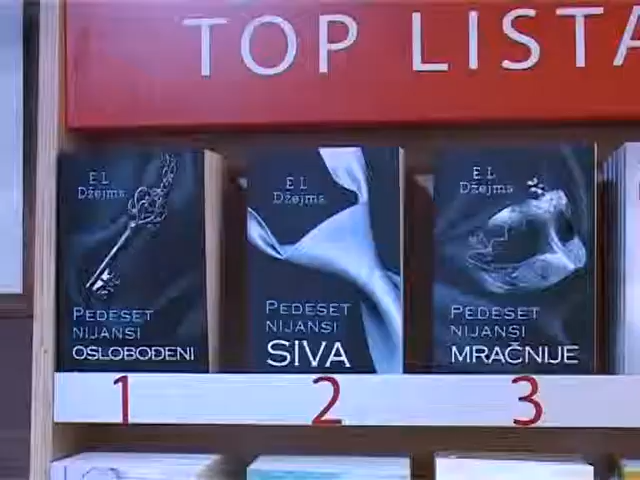 TOP LISTA
E L
Džejms
PEDESET
NIJANSI
OSLOBOĐENI
E L
Džejms
PEDESET
NIJANSI
SIVA
E L
Džejms
PEDESET
NIJANSI
MRAČNIJE
1
2
3